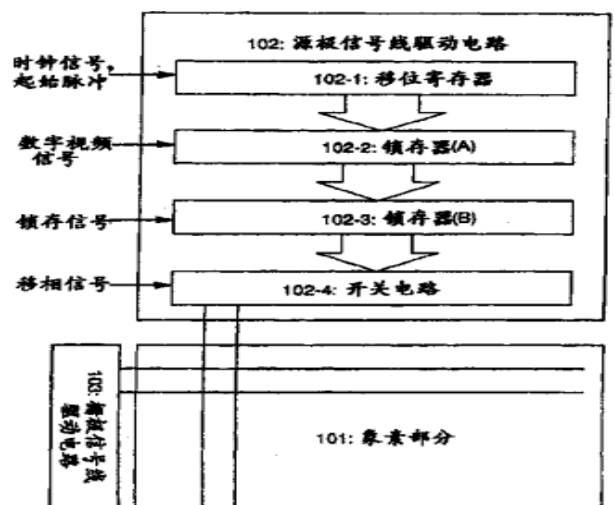 102: 源极信号线驱动电路
时钟信号,
起始脉冲
102-1: 移位寄存器
数字视频
信号
102-2: 锁存器(A)
锁存信号
102-3: 锁存器(B)
移相信号
102-4: 开关电路
103: 栅极信号线
驱动电路
101: 象素部分